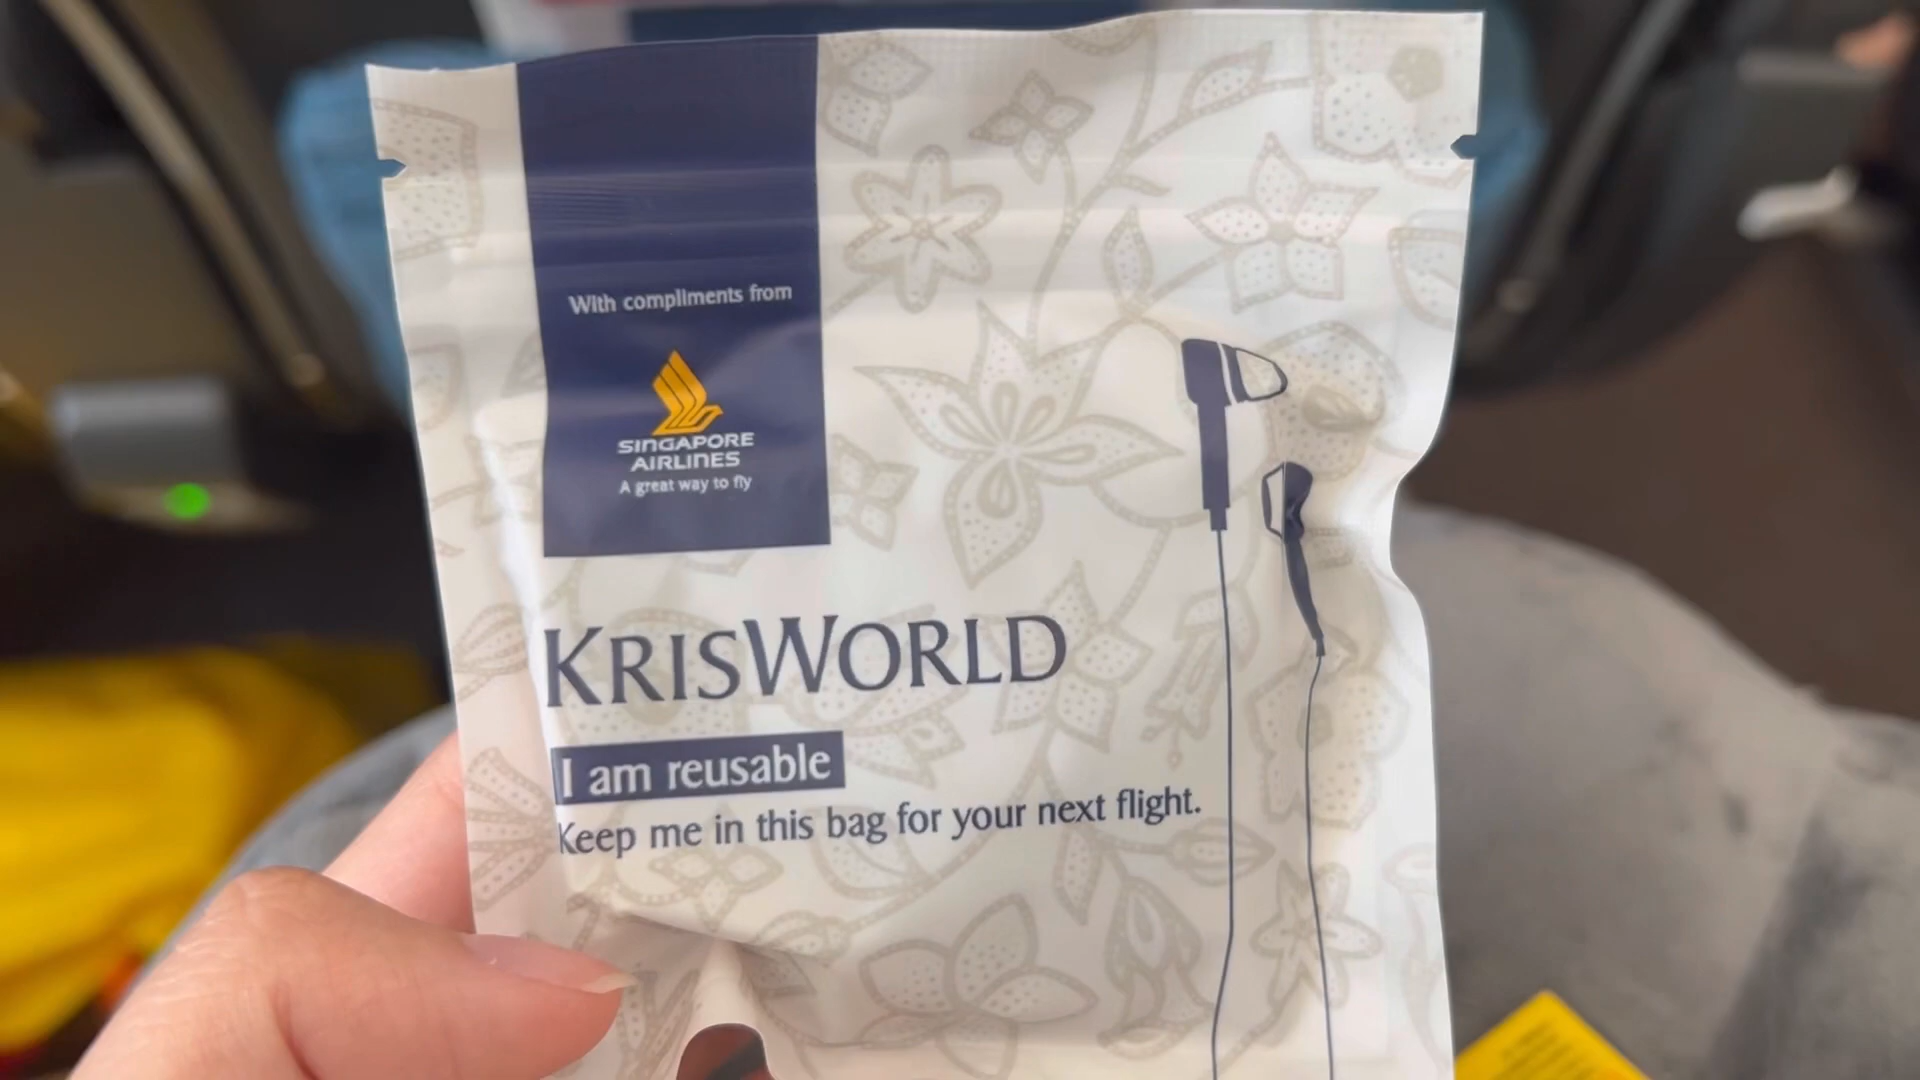 With compliments from
SINGAPORE
AIRLINES
A great way to fly
KRISWORLD
I am reusable
Keep me in this bag for your next flight.